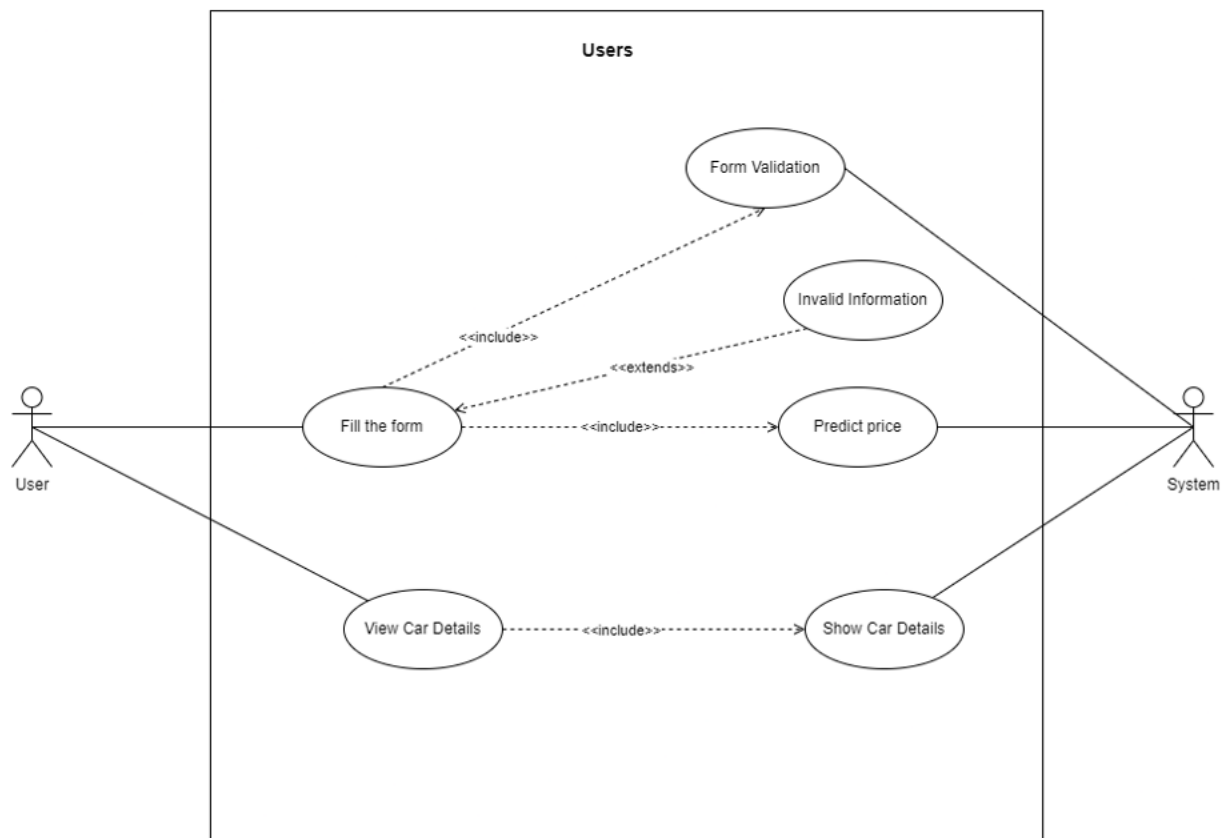 Users
Form Validation
Invalid Information
<<include>>
<<extends>>
Fill the form
<<include>>
Predict price
User
System
View Car Details
<<include>>
Show Car Details